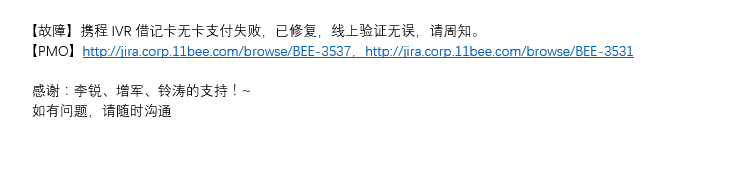 【故障】携程 IVR 借记卡无卡支付失败，已修复，线上验证无误，请周知。
【PMO】http://jira.corp.11bee.com/browse/BEE-3537，http://jira.corp.11bee.com/browse/BEE-3531
感谢：李锐、增军、铃涛的支持！~
如有问题，请随时沟通